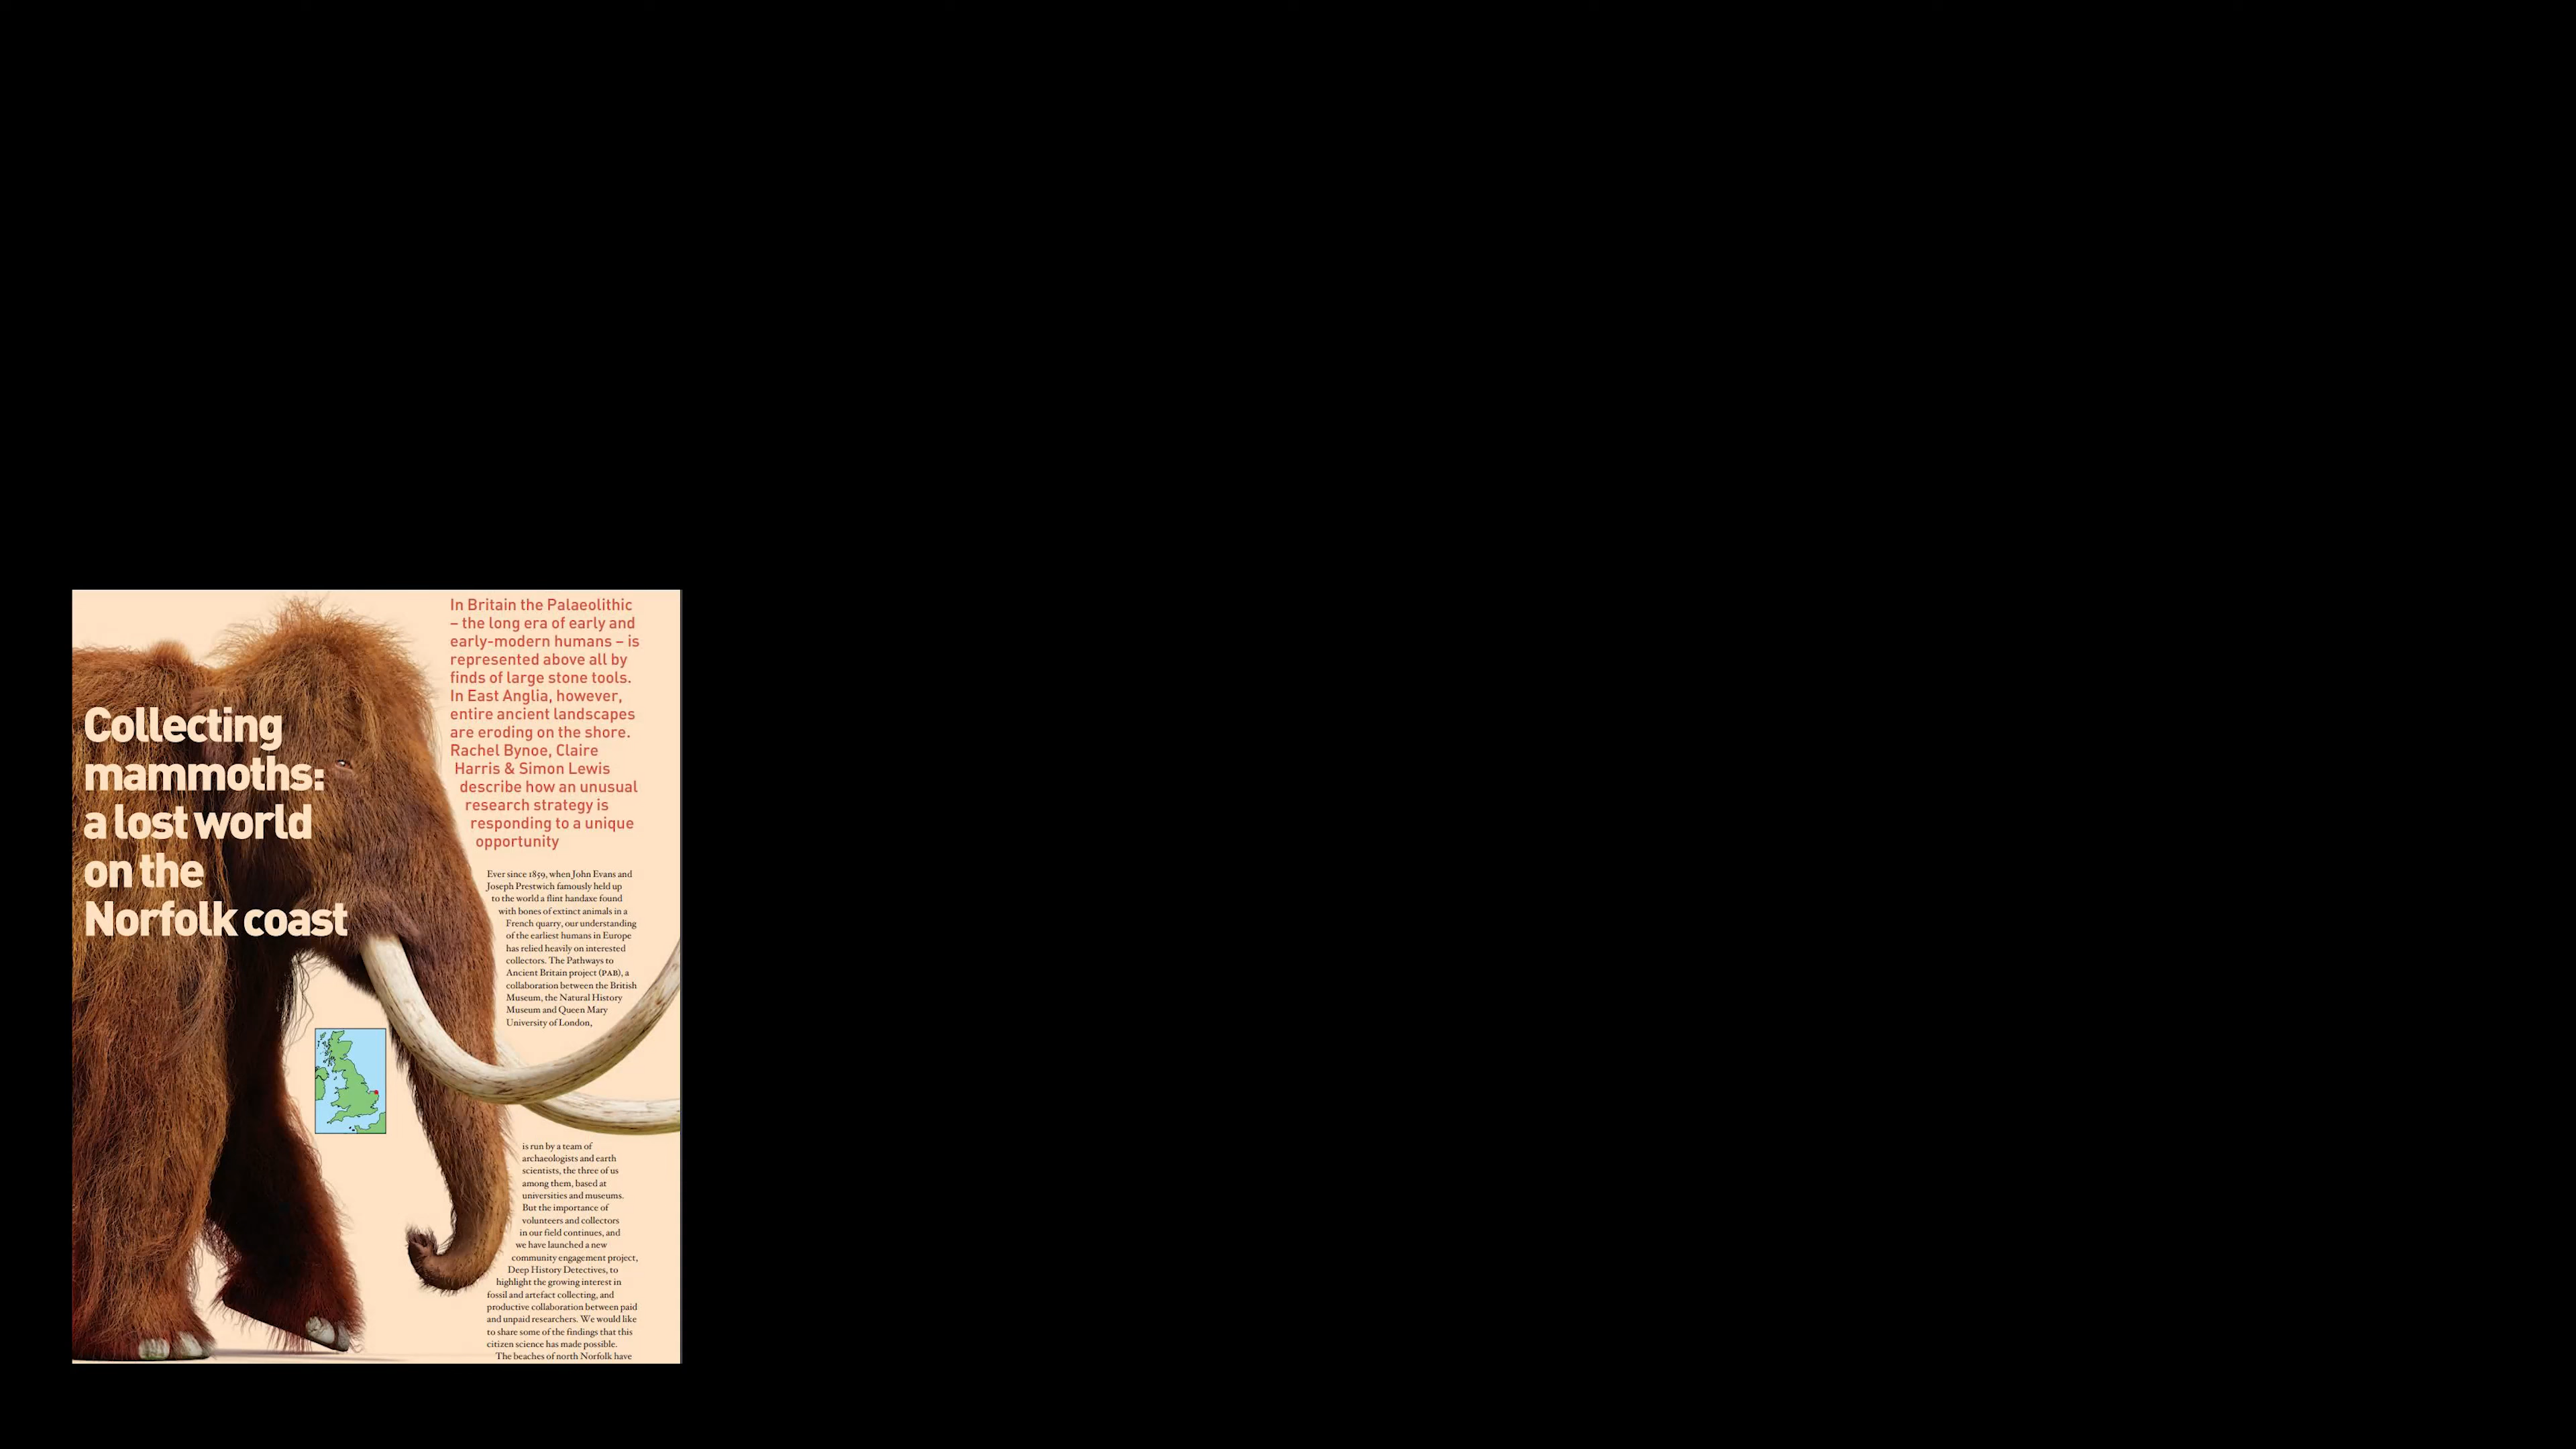 Collecting
mammoths:
a lost world
on the
Norfolk coast
In Britain the Palaeolithic
– the long era of early and
early-modern humans – is
represented above all by
finds of large stone tools.
In East Anglia, however,
entire ancient landscapes
are eroding on the shore.
Rachel Bynoe, Claire
Harris & Simon Lewis
describe how an unusual
research strategy is
responding to a unique
opportunity
Ever since 1859, when John Evans and
Joseph Prestwich famously held up
to the world a flint handaxe found
with bones of extinct animals in a
French quarry, our understanding
of the earliest humans in Europe
has relied heavily on interested
collectors. The Pathways to
Ancient Britain project (PAB), a
collaboration between the British
Museum, the Natural History
Museum and Queen Mary
University of London,
is run by a team of
archaeologists and earth
scientists, the three of us
among them, based at
universities and museums.
But the importance of
volunteers and collectors
in our field continues, and
we have launched a new
community engagement project,
Deep History Detectives, to
highlight the growing interest in
fossil and artefact collecting, and
productive collaboration between paid
and unpaid researchers. We would like
to share some of the findings that this
citizen science has made possible.
The beaches of north Norfolk have